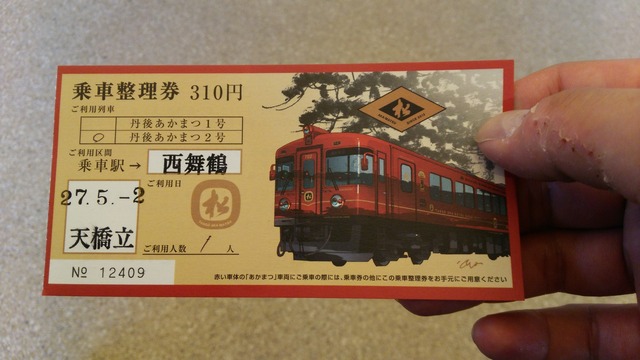 乗車整理券 310円
ご利用列車
丹後あかまつ1号
○ 丹後あかまつ2号
ご利用区間
乗車駅→ 西舞鶴
27.5.-2
ご利用日
松
天橋立
ご利用人数 1 人
No 12409
松
赤い車体の「あかまつ」車両にご乗車の際には、乗車券の他にこの乗車整理券をお手元にご用意ください